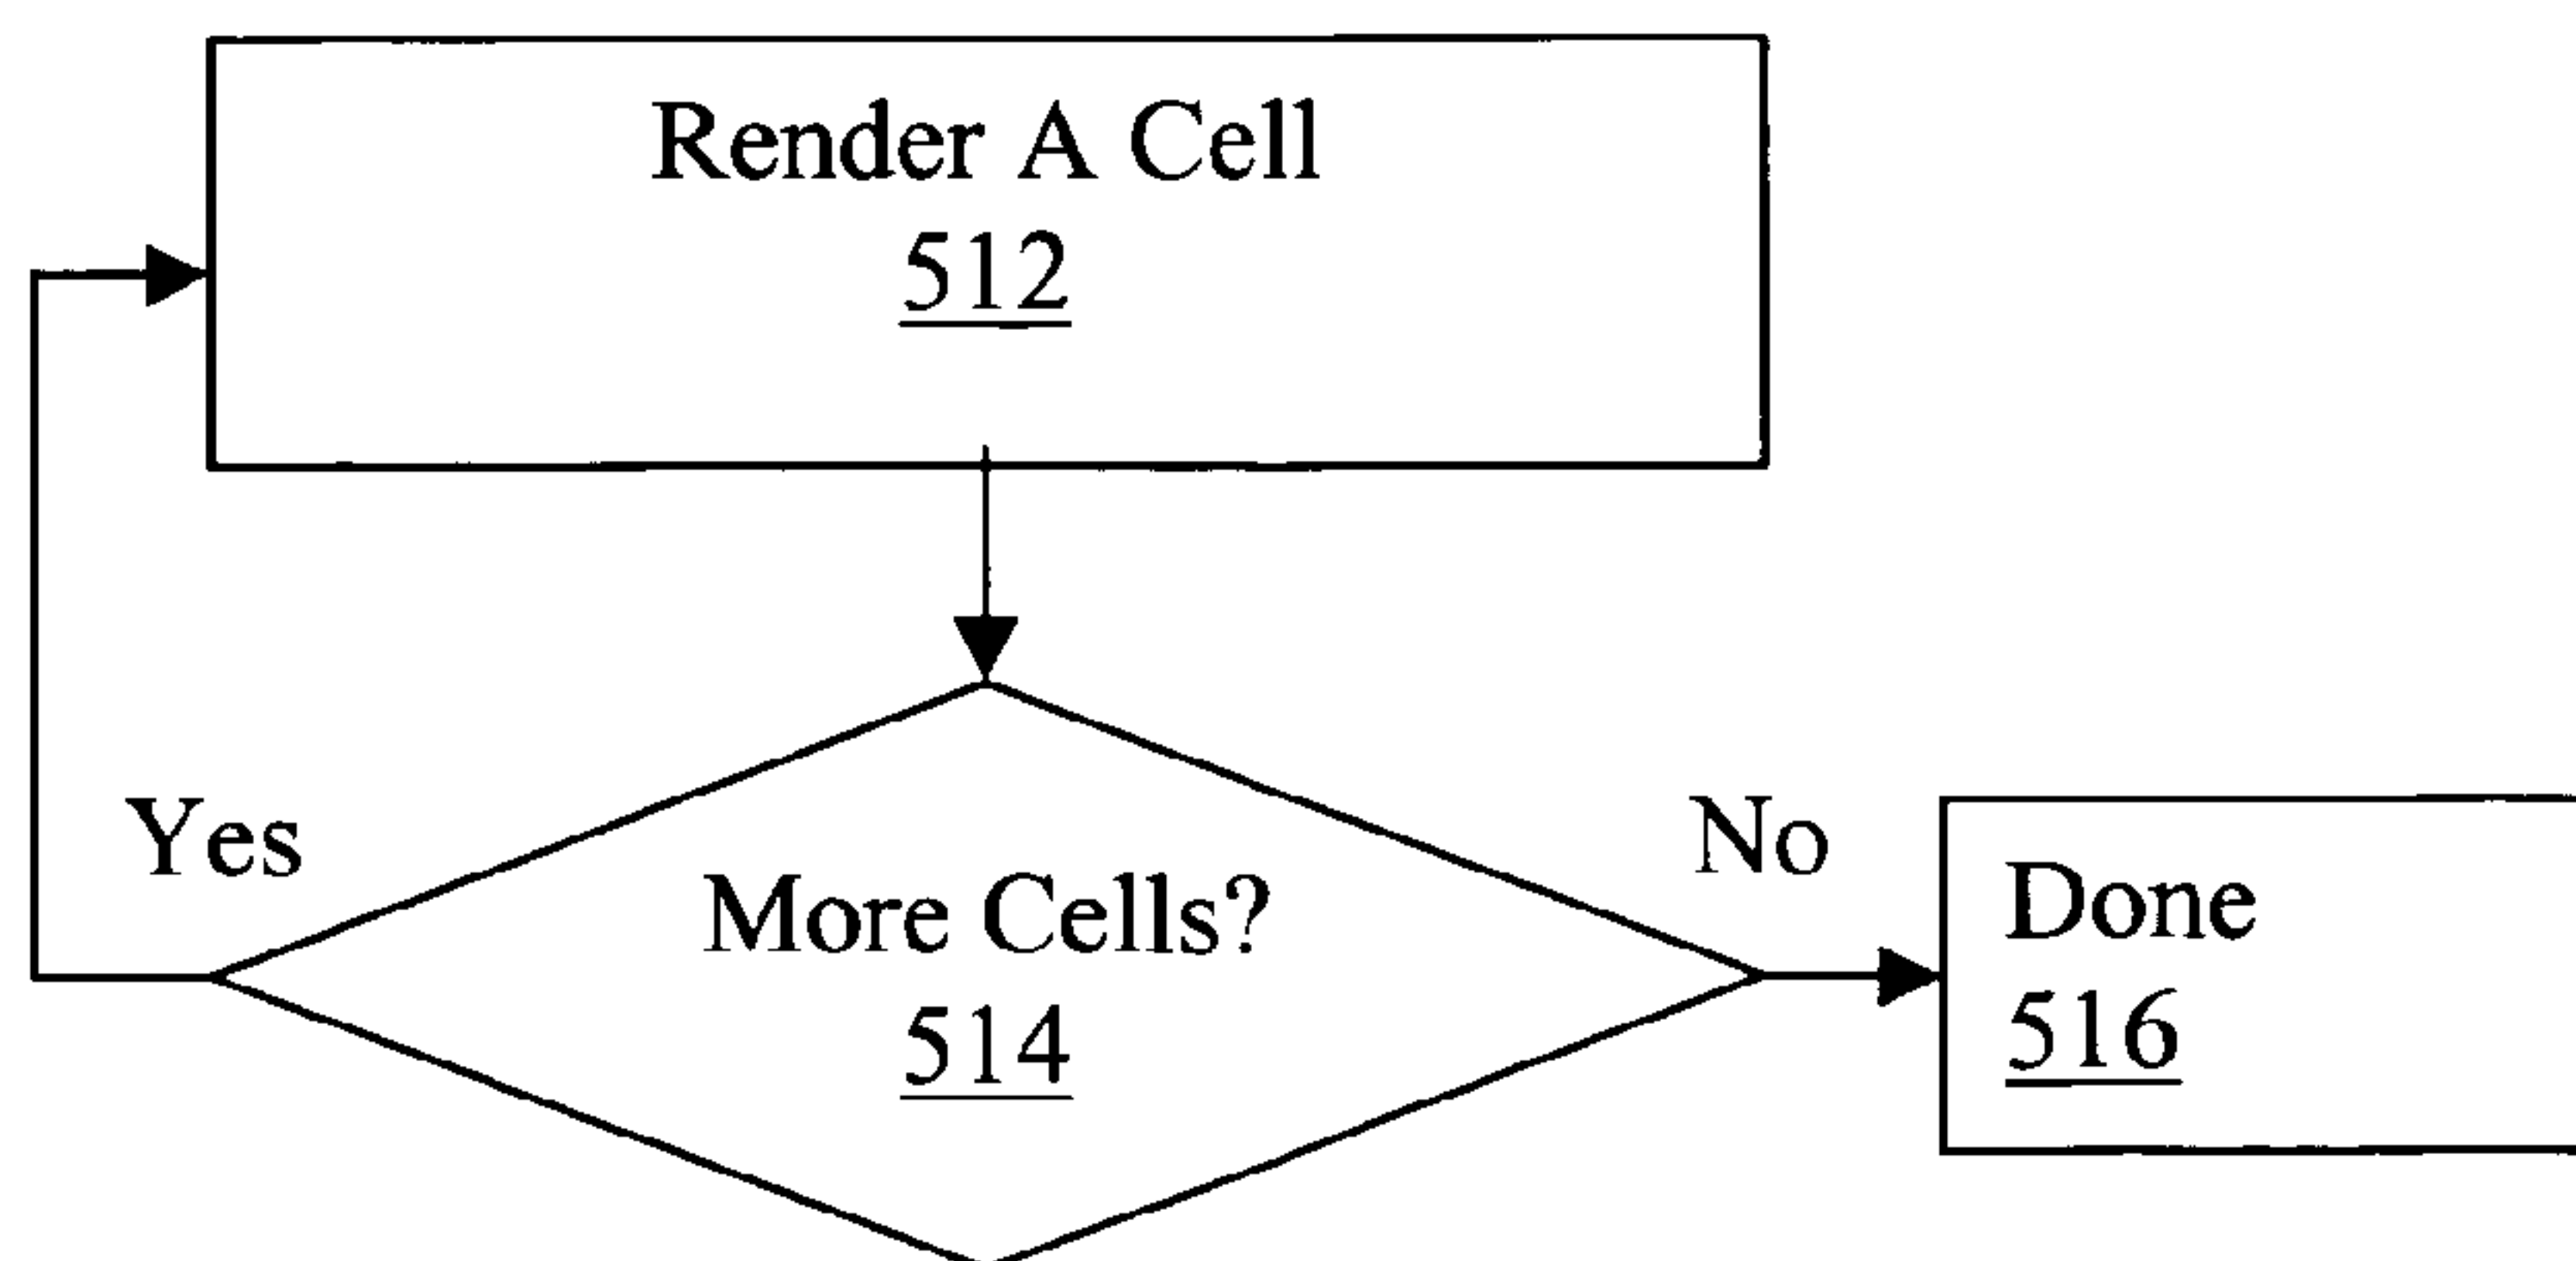 Render A Cell
512
Yes
No
More Cells?
514
Done
516